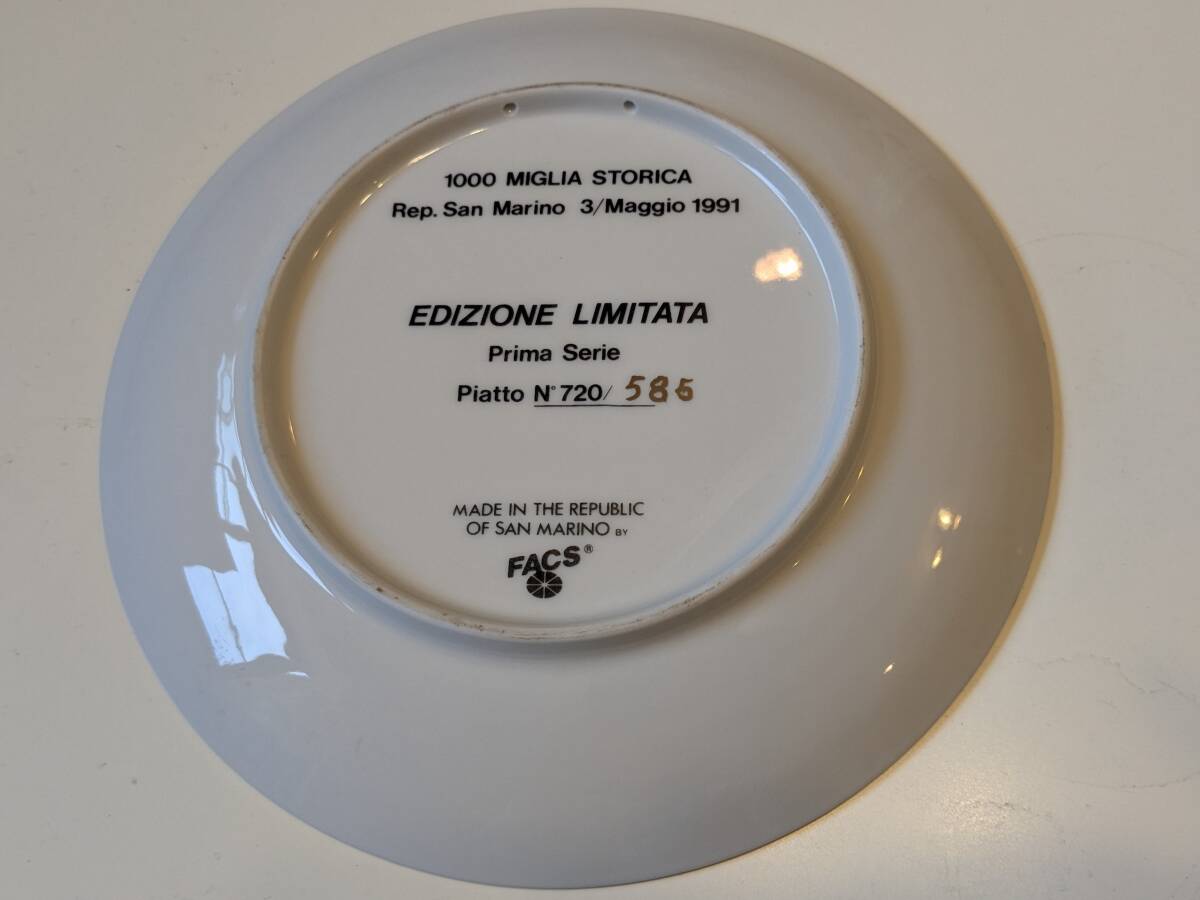 1000 MIGLIA STORICA
Rep. San Marino 3/Maggio 1991
EDIZIONE LIMITATA
Prima Serie
Piatto N° 720/ 586
MADE IN THE REPUBLIC
OF SAN MARINO BY
FACS®